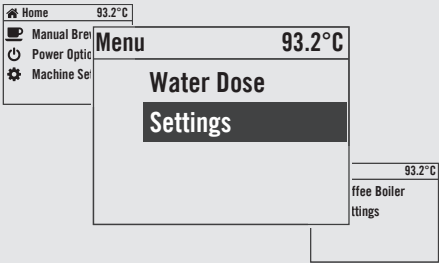 Home 93.2°C
Manual Bre
Power Optio
Machine Se
Menu 93.2°C
Water Dose
Settings
93.2°C
ffee Boiler
ttings